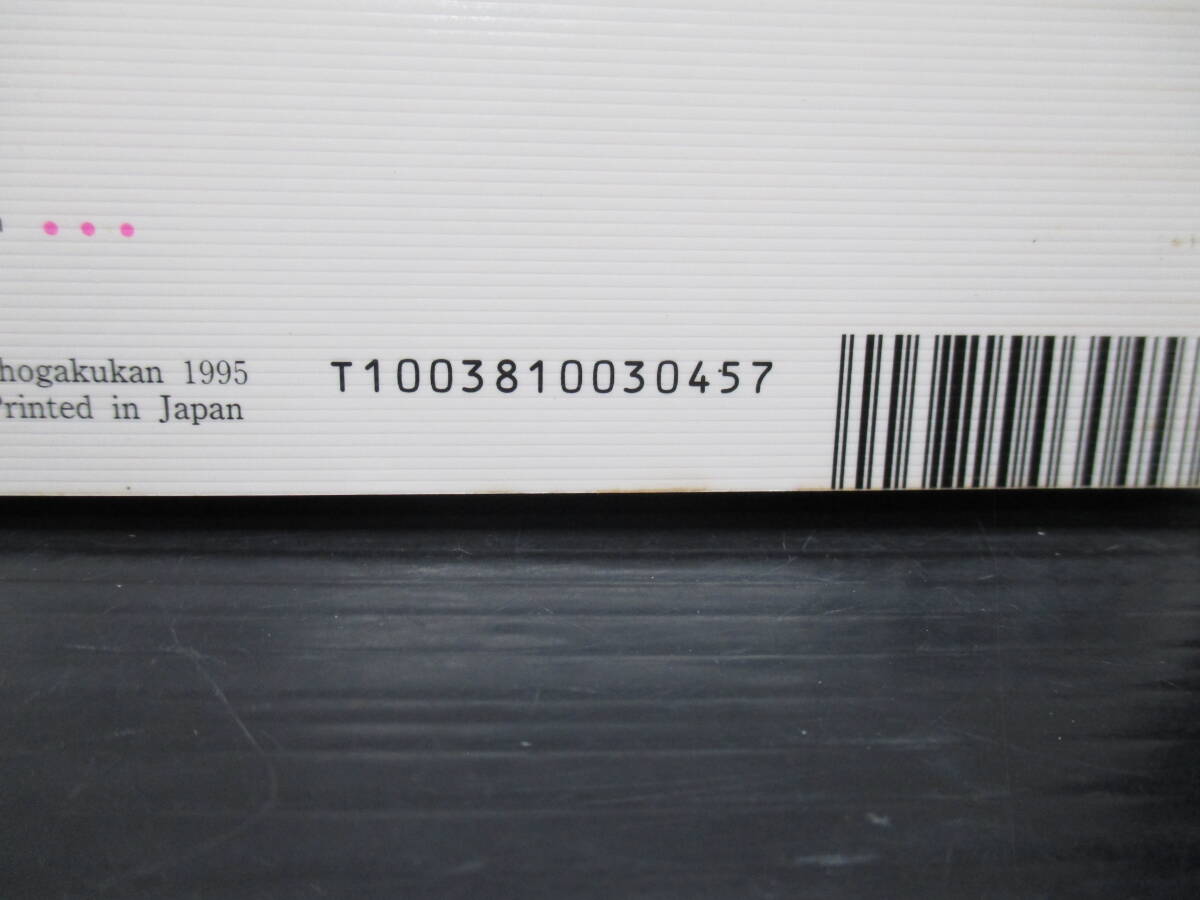 hogakukan 1995
Printed in Japan
T1003810030457